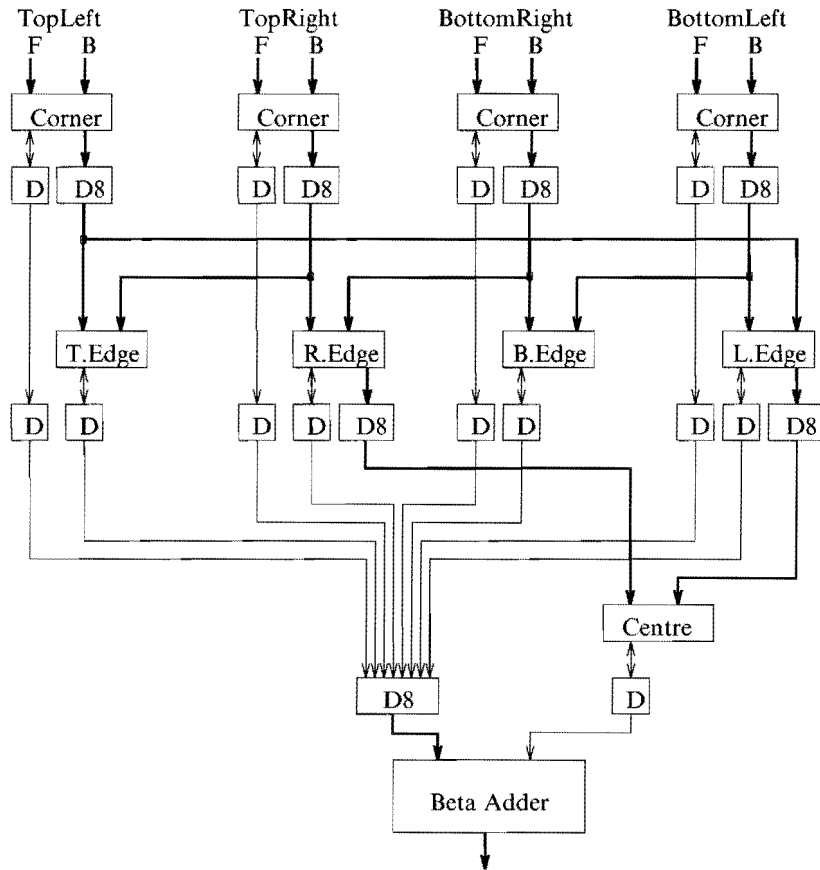 TopLeft TopRight BottomRight BottomLeft
F B F B F B F B
Corner Corner Corner Corner
D D8 D D8 D D8 D D8
T.Edge R.Edge B.Edge L.Edge
D D D D D8 D D D D D8
Centre
D8 D
Beta Adder